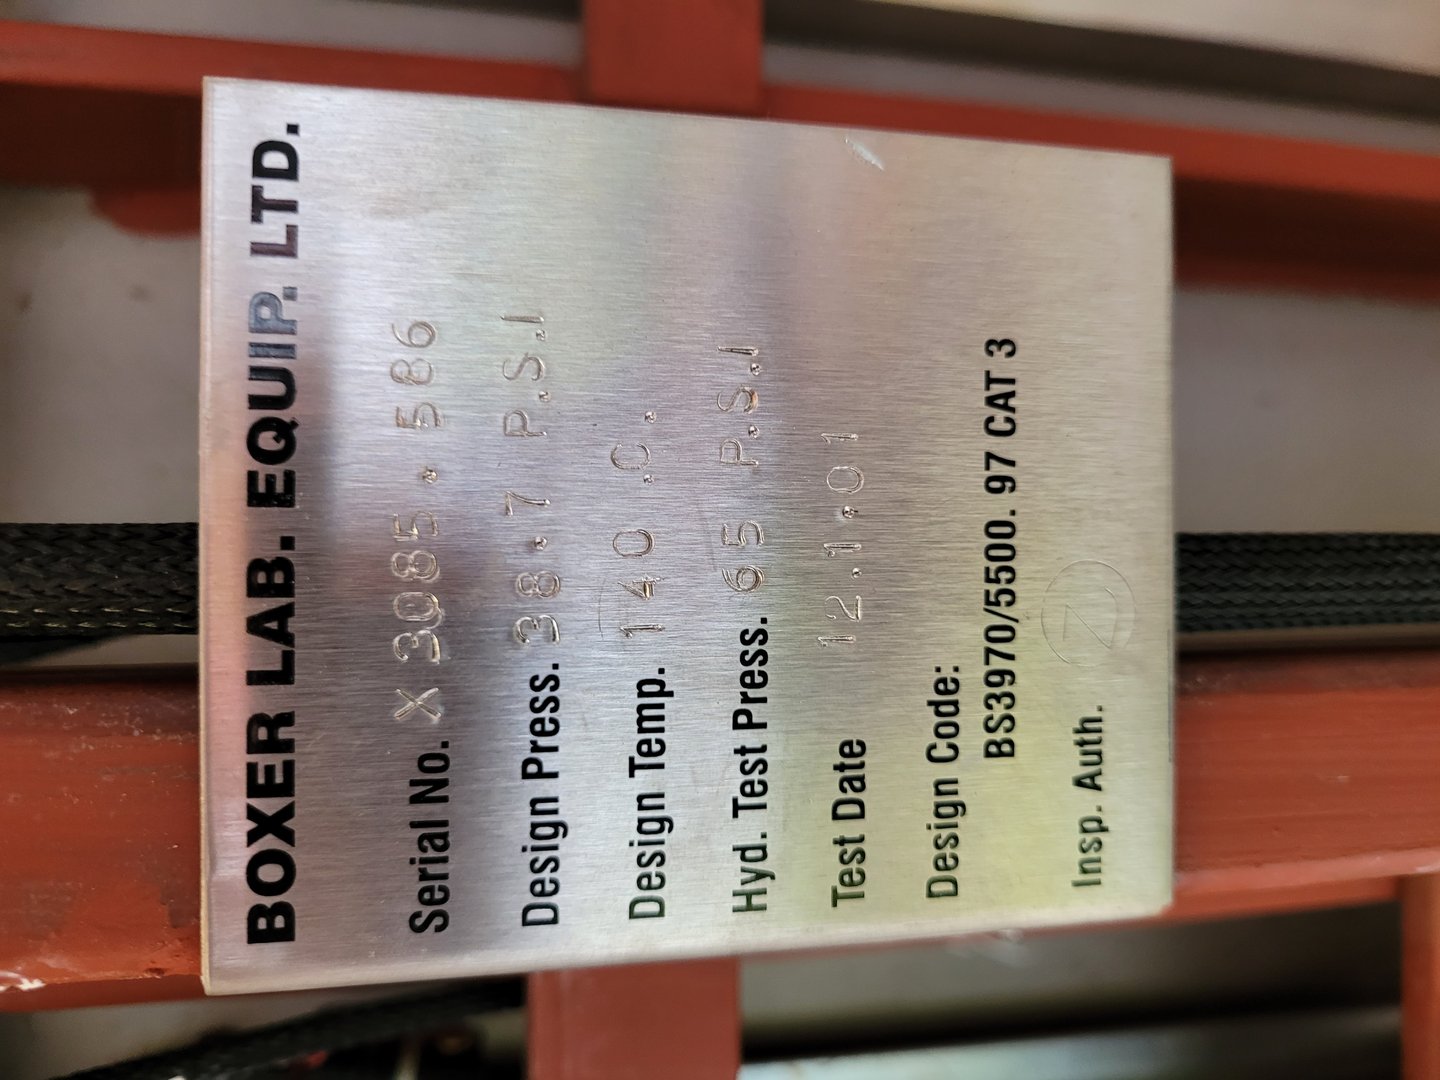 BOXER LAB. EQUIP. LTD.
Serial No. X 3085.586
Design Press. 38.7 P.S.I
Design Temp. 140 .C.
Hyd. Test Press. 65 P.S.I
Test Date 12.1.01
Design Code:
BS3970/5500. 97 CAT 3
Insp. Auth. Z